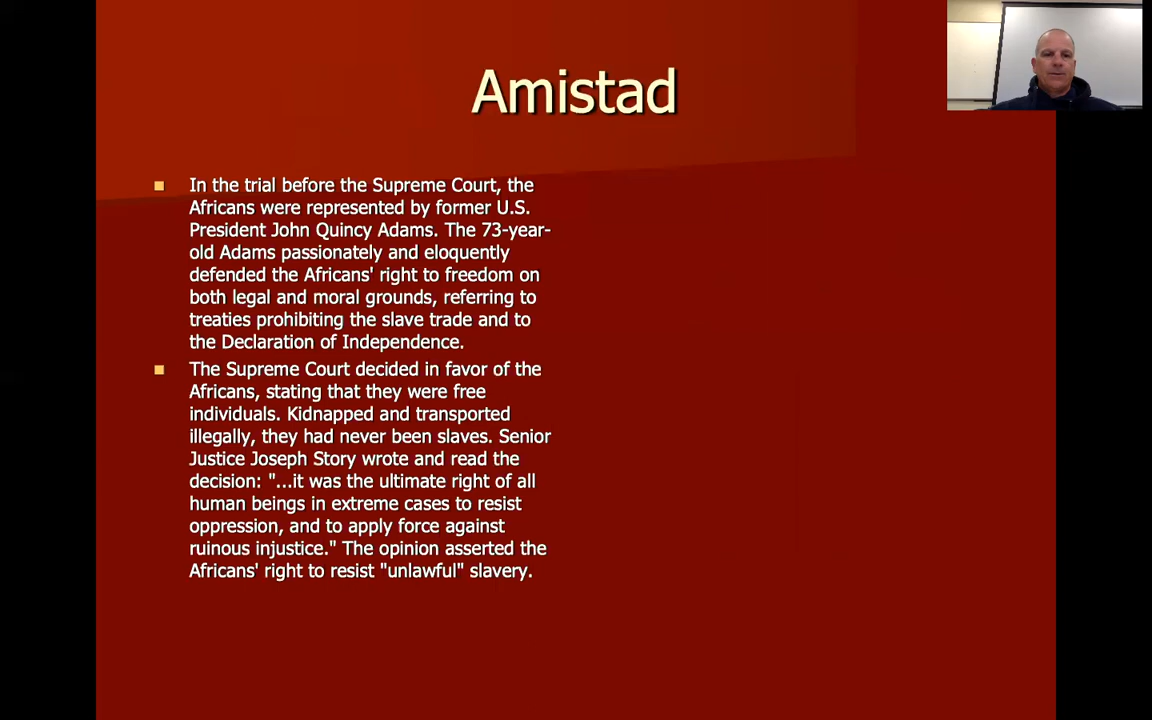 Amistad
In the trial before the Supreme Court, the
Africans were represented by former U.S.
President John Quincy Adams. The 73-year-
old Adams passionately and eloquently
defended the Africans' right to freedom on
both legal and moral grounds, referring to
treaties prohibiting the slave trade and to
the Declaration of Independence.
The Supreme Court decided in favor of the
Africans, stating that they were free
individuals. Kidnapped and transported
illegally, they had never been slaves. Senior
Justice Joseph Story wrote and read the
decision: "...it was the ultimate right of all
human beings in extreme cases to resist
oppression, and to apply force against
ruinous injustice." The opinion asserted the
Africans' right to resist "unlawful" slavery.